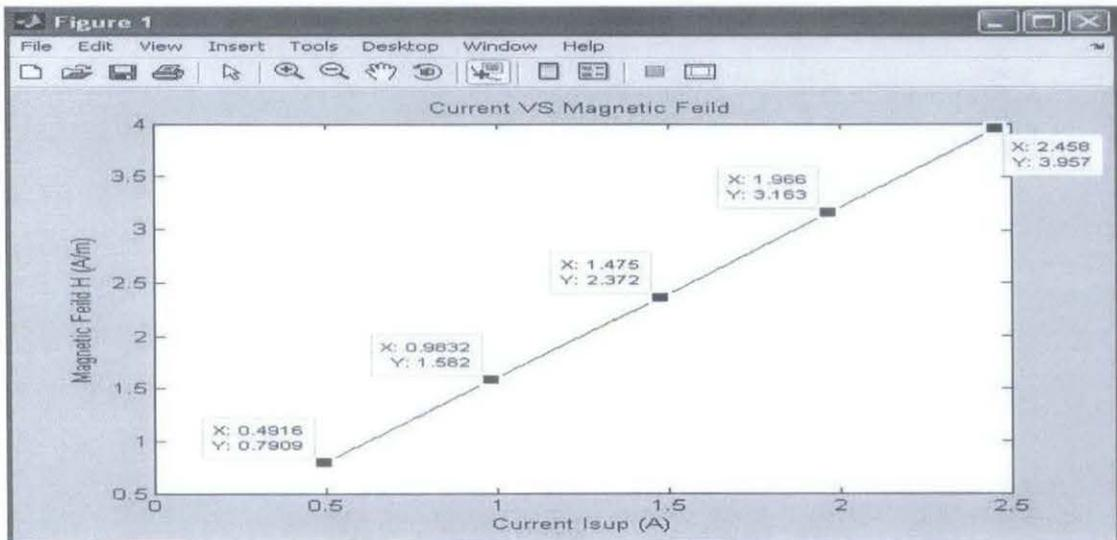 Figure 1
File Edit View Insert Tools Desktop Window Help
Current VS Magnetic Feild
4
3.5
3
2.5
2
1.5
1
0.5
Magnetic Feild H (A/m)
X: 2.458
Y: 3.957
X: 1.966
Y: 3.163
X: 1.475
Y: 2.372
X: 0.9832
Y: 1.582
X: 0.4916
Y: 0.7909
0 0.5 1 1.5 2 2.5
Current Isup (A)